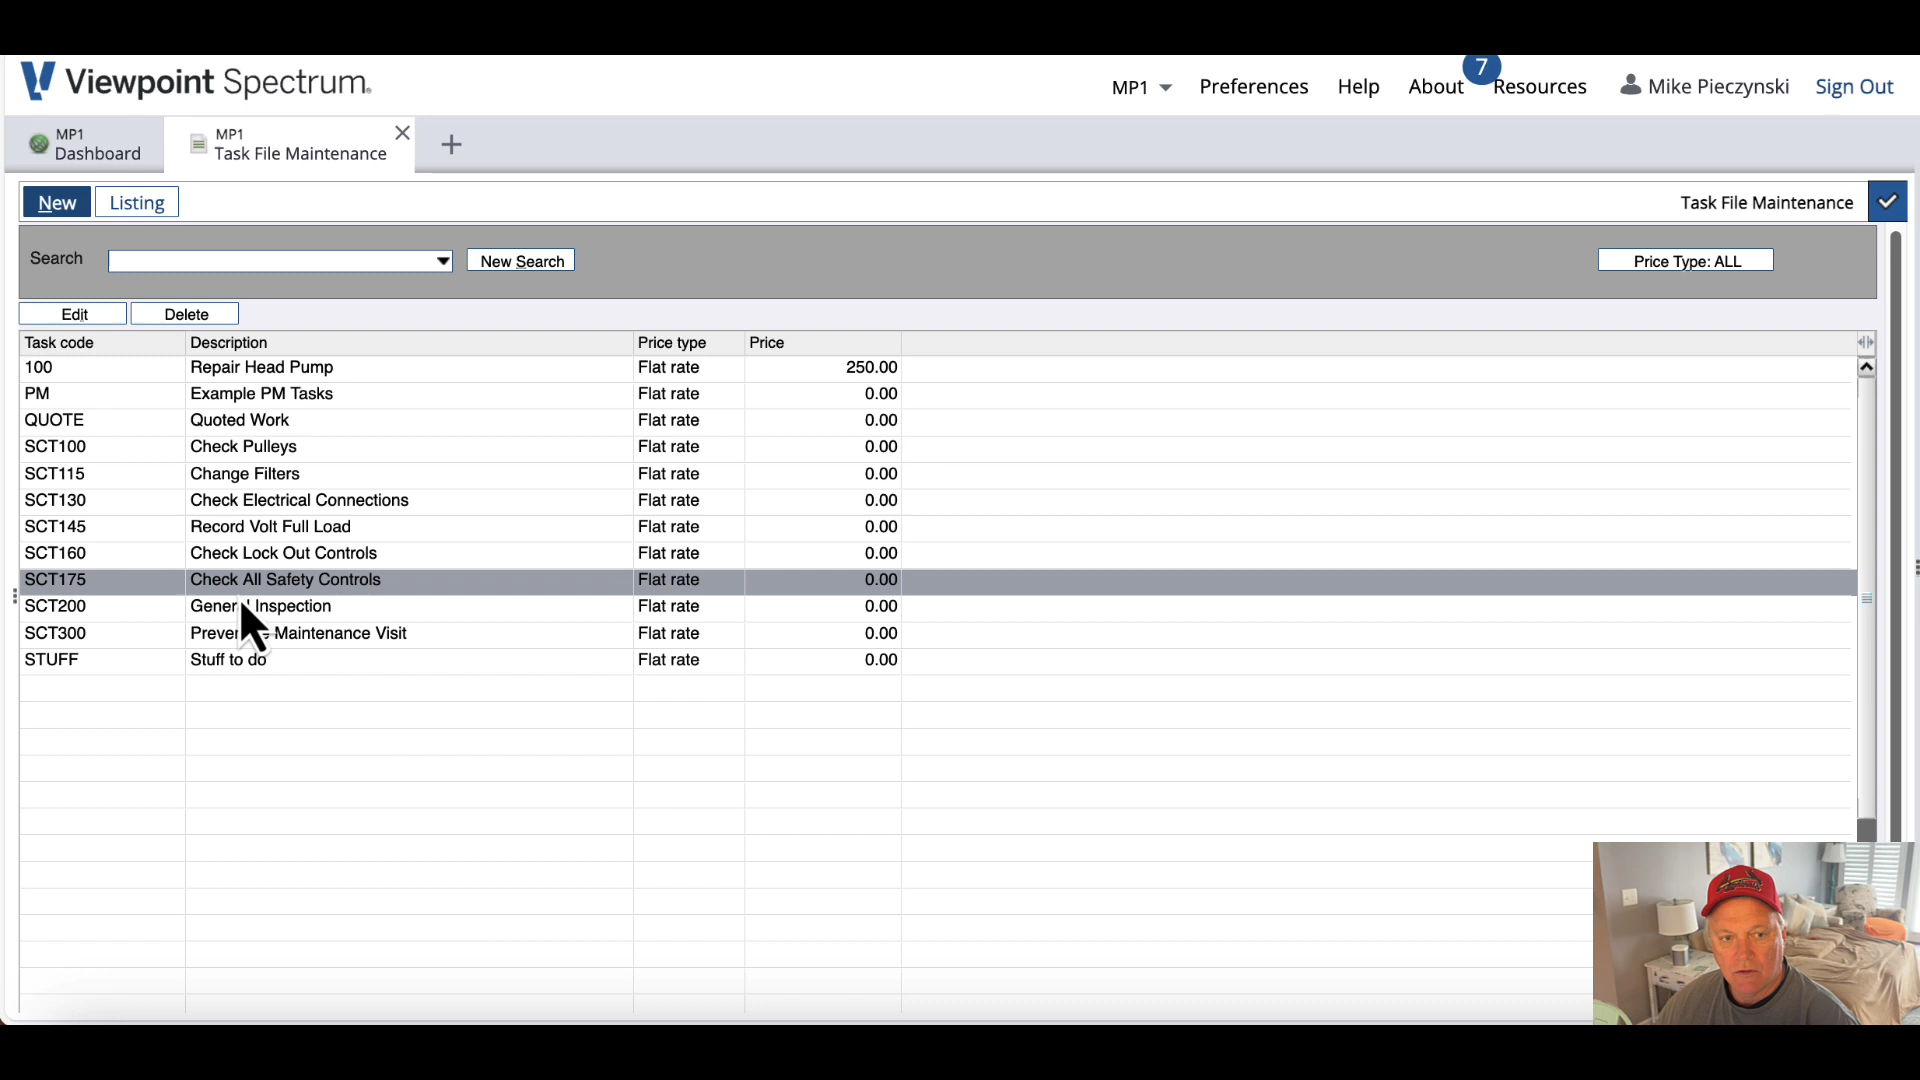 Viewpoint Spectrum.
MP1 Preferences Help About 7 Resources Mike Pieczynski Sign Out
MP1
Dashboard
MP1
Task File Maintenance
New Listing Task File Maintenance
Search New Search Price Type: ALL
Edit Delete
Task code Description Price type Price
100 Repair Head Pump Flat rate 250.00
PM Example PM Tasks Flat rate 0.00
QUOTE Quoted Work Flat rate 0.00
SCT100 Check Pulleys Flat rate 0.00
SCT115 Change Filters Flat rate 0.00
SCT130 Check Electrical Connections Flat rate 0.00
SCT145 Record Volt Full Load Flat rate 0.00
SCT160 Check Lock Out Controls Flat rate 0.00
SCT175 Check All Safety Controls Flat rate 0.00
SCT200 General Inspection Flat rate 0.00
SCT300 Maintenance Visit Flat rate 0.00
STUFF Stuff to do Flat rate 0.00